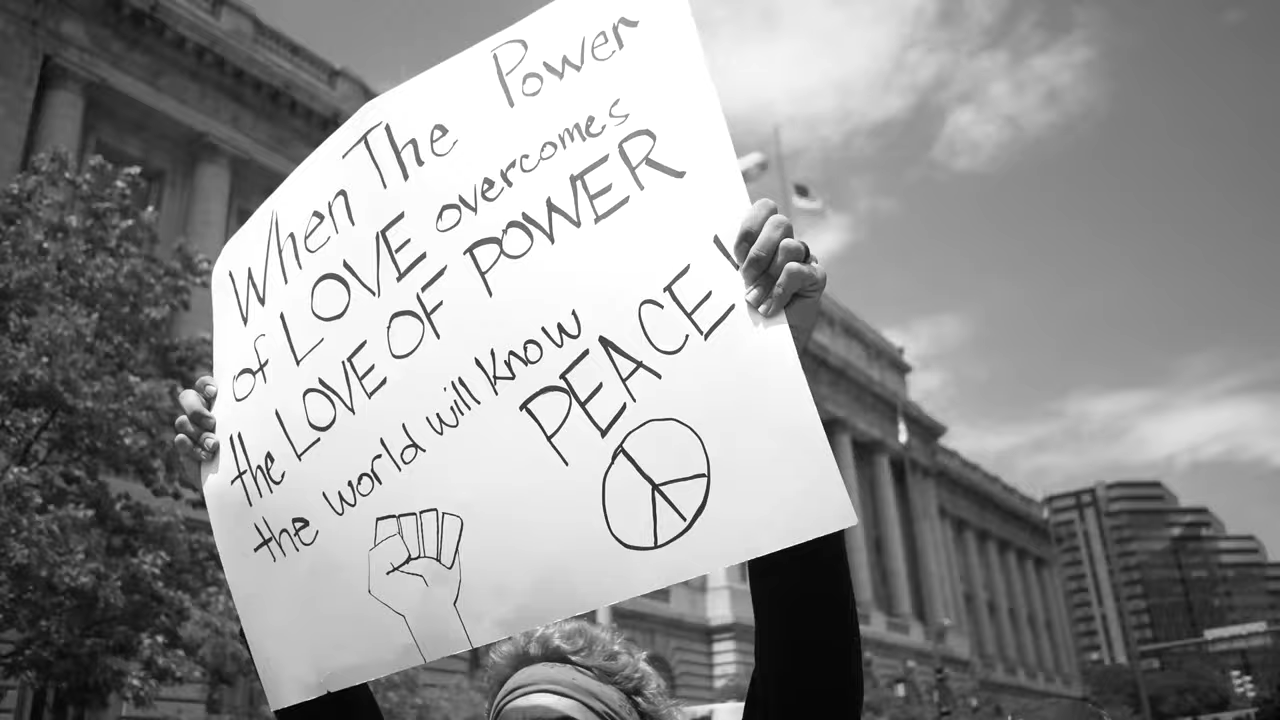 When The Power
of LOVE overcomes
the LOVE OF POWER
the world will know
PEACE!